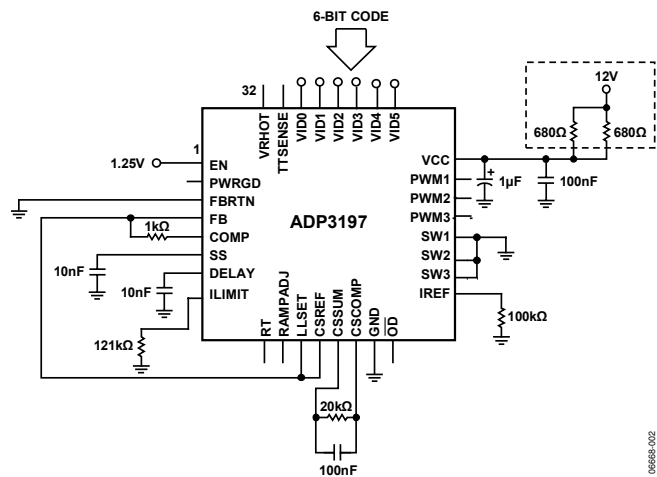 6-BIT CODE
12V
680Ω
680Ω
32
VRHOT
TTSENSE
VID0
VID1
VID2
VID3
VID4
VID5
1
1.25V
EN
PWRGD
FBRTN
FB
COMP
SS
DELAY
ILIMIT
1kΩ
10nF
10nF
121kΩ
ADP3197
VCC
PWM1
PWM2
PWM3
SW1
SW2
SW3
IREF
+
1µF
100nF
100kΩ
RT
RAMPADJ
LLSET
CSREF
CSSUM
CSCOMP
GND
OD
20kΩ
100nF
06668-002